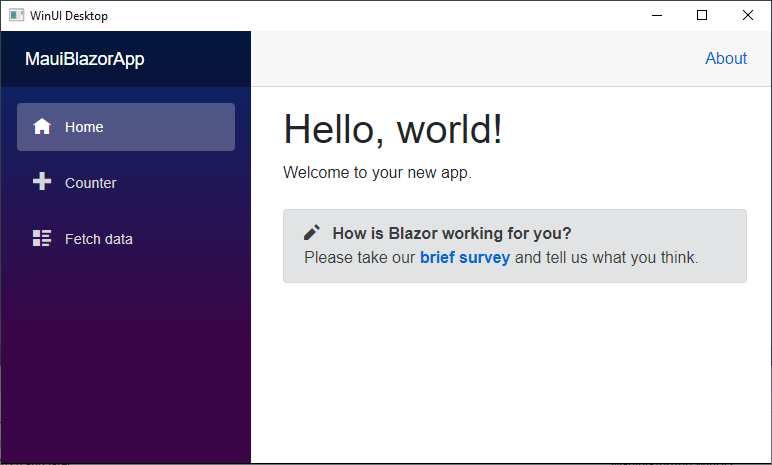 WinUI Desktop
MauiBlazorApp
About
Home
Counter
Fetch data
Hello, world!
Welcome to your new app.
How is Blazor working for you?
Please take our brief survey and tell us what you think.